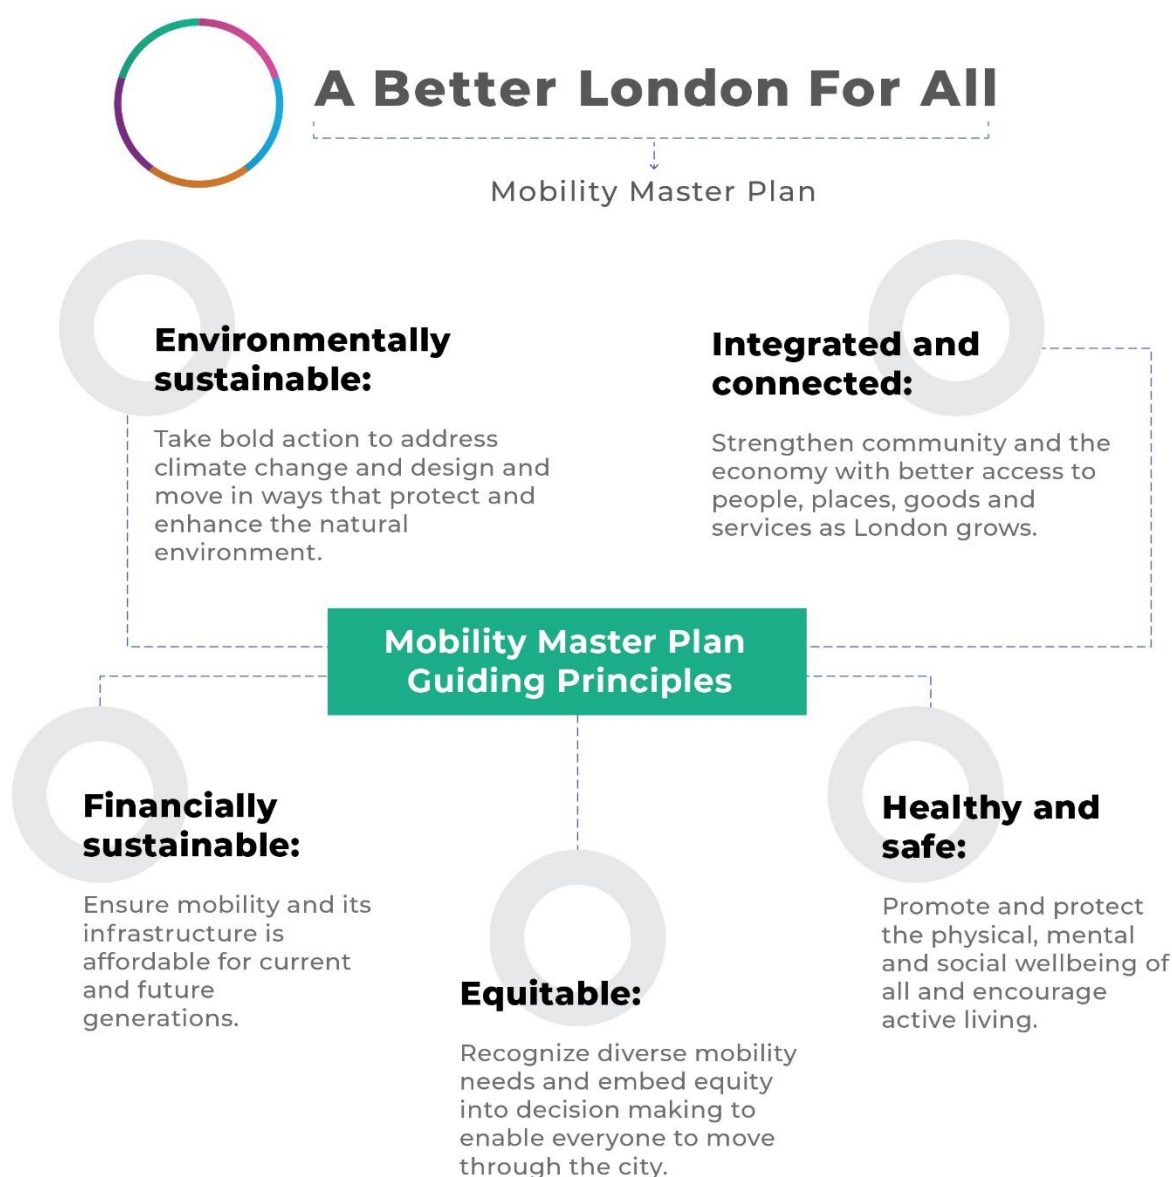 A Better London For All
Mobility Master Plan
Environmentally
sustainable:
Take bold action to address
climate change and design and
move in ways that protect and
enhance the natural
environment.
Integrated and
connected:
Strengthen community and the
economy with better access to
people, places, goods and
services as London grows.
Mobility Master Plan
Guiding Principles
Financially
sustainable:
Ensure mobility and its
infrastructure is
affordable for current
and future
generations.
Equitable:
Recognize diverse mobility
needs and embed equity
into decision making to
enable everyone to move
through the city.
Healthy and
safe:
Promote and protect
the physical, mental
and social wellbeing of
all and encourage
active living.